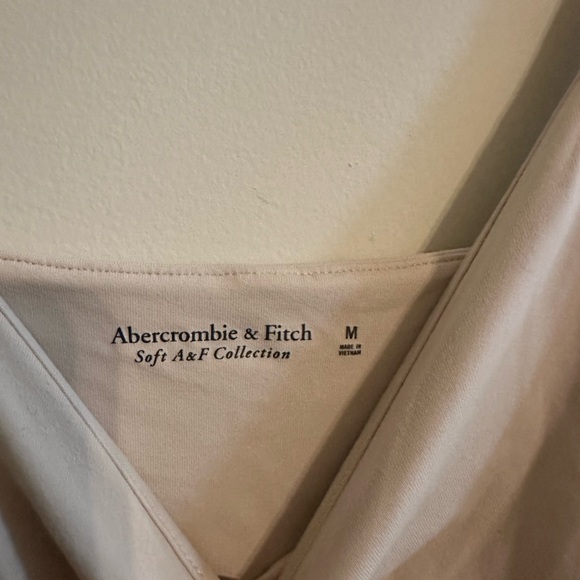 Abercrombie & Fitch
Soft A&F Collection
M
MADE IN
VIETNAM